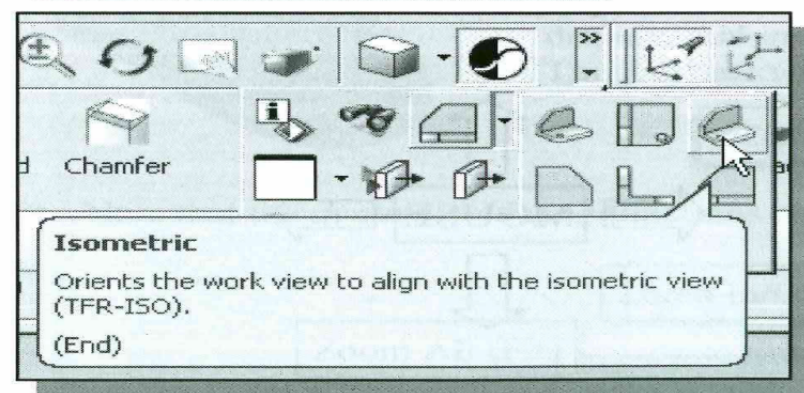 »
Chamfer
Isometric
Orients the work view to align with the isometric view
(TFR-ISO).
(End)